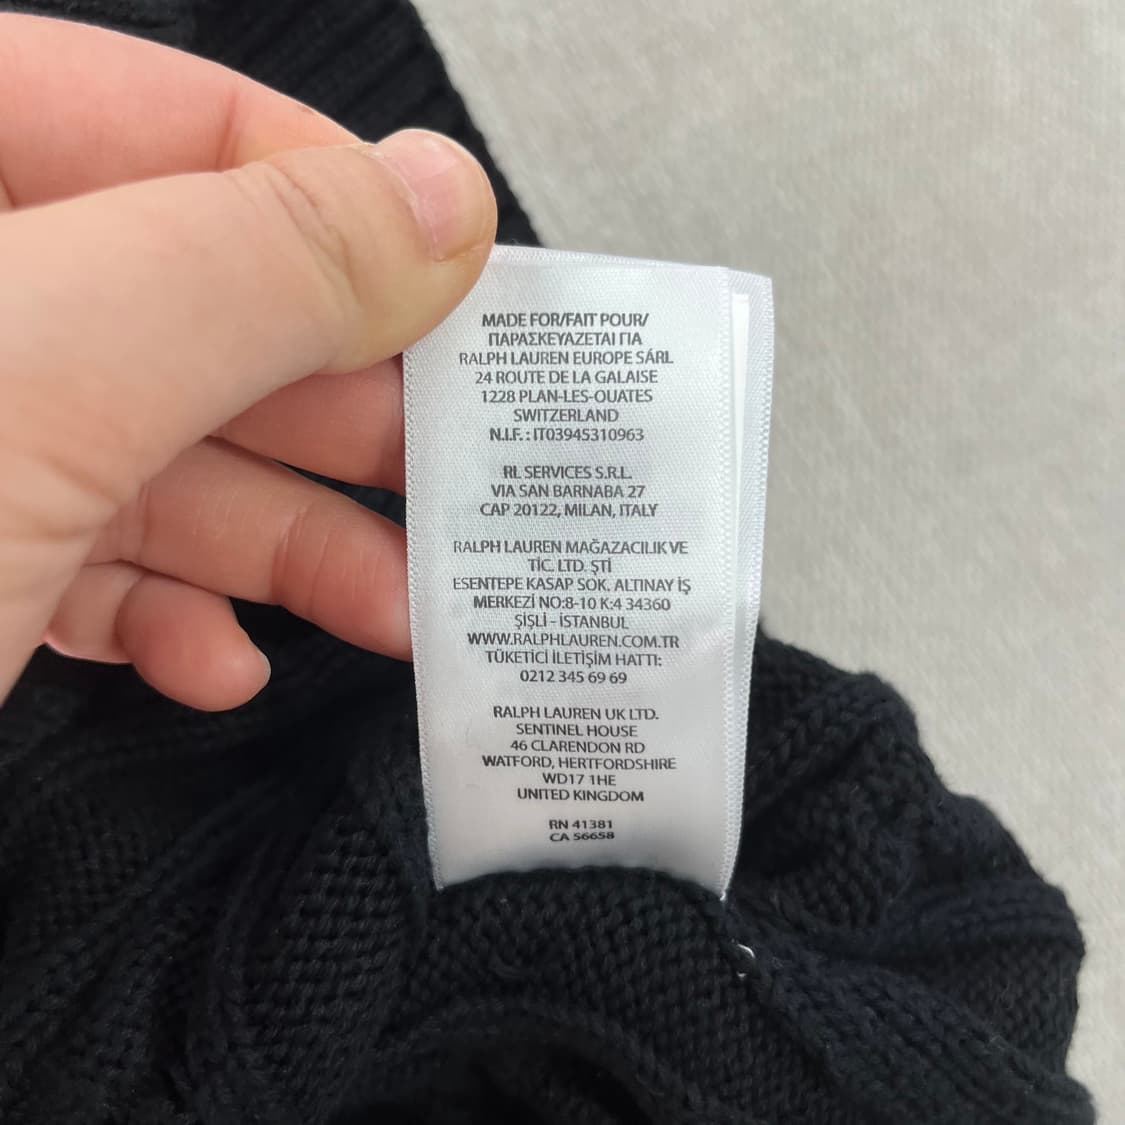 MADE FOR/FAIT POUR/
ΠΑΡΑΣΚΕΥΑΖΕΤΑΙ ΓΙΑ
RALPH LAUREN EUROPE SÁRL
24 ROUTE DE LA GALAISE
1228 PLAN-LES-OUATES
SWITZERLAND
N.I.F. : IT03945310963
RL SERVICES S.R.L.
VIA SAN BARNABA 27
CAP 20122, MILAN, ITALY
RALPH LAUREN MAĞAZACILIK VE
TİC. LTD. ŞTİ
ESENTEPE KASAP SOK. ALTINAY İŞ
MERKEZİ NO:8-10 K:4 34360
ŞİŞLİ - İSTANBUL
WWW.RALPHLAUREN.COM.TR
TÜKETİCİ İLETİŞİM HATTI:
0212 345 69 69
RALPH LAUREN UK LTD.
SENTINEL HOUSE
46 CLARENDON RD
WATFORD, HERTFORDSHIRE
WD17 1HE
UNITED KINGDOM
RN 41381
CA 56658